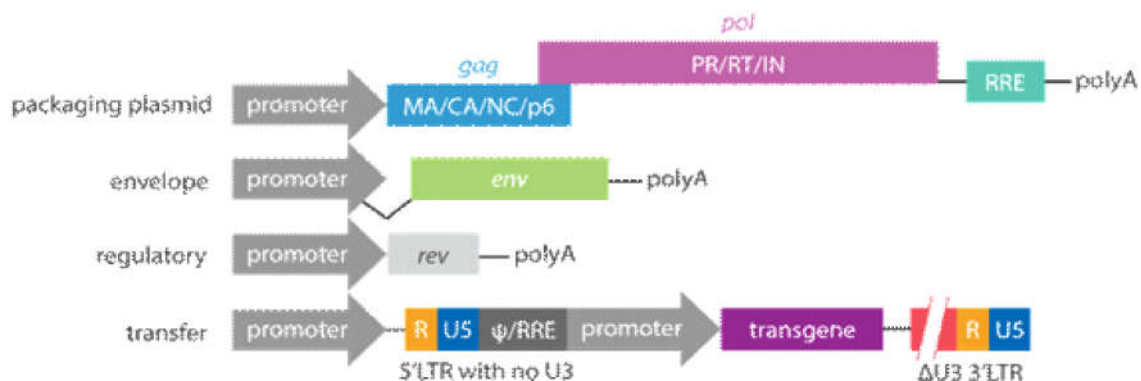 pol
gag
PR/RT/IN
packaging plasmid promoter MA/CA/NC/p6 RRE polyA
envelope promoter env polyA
regulatory promoter rev polyA
transfer promoter R U5 ψ/RRE promoter transgene R U5
5'LTR with no U3 ΔU3 3'LTR